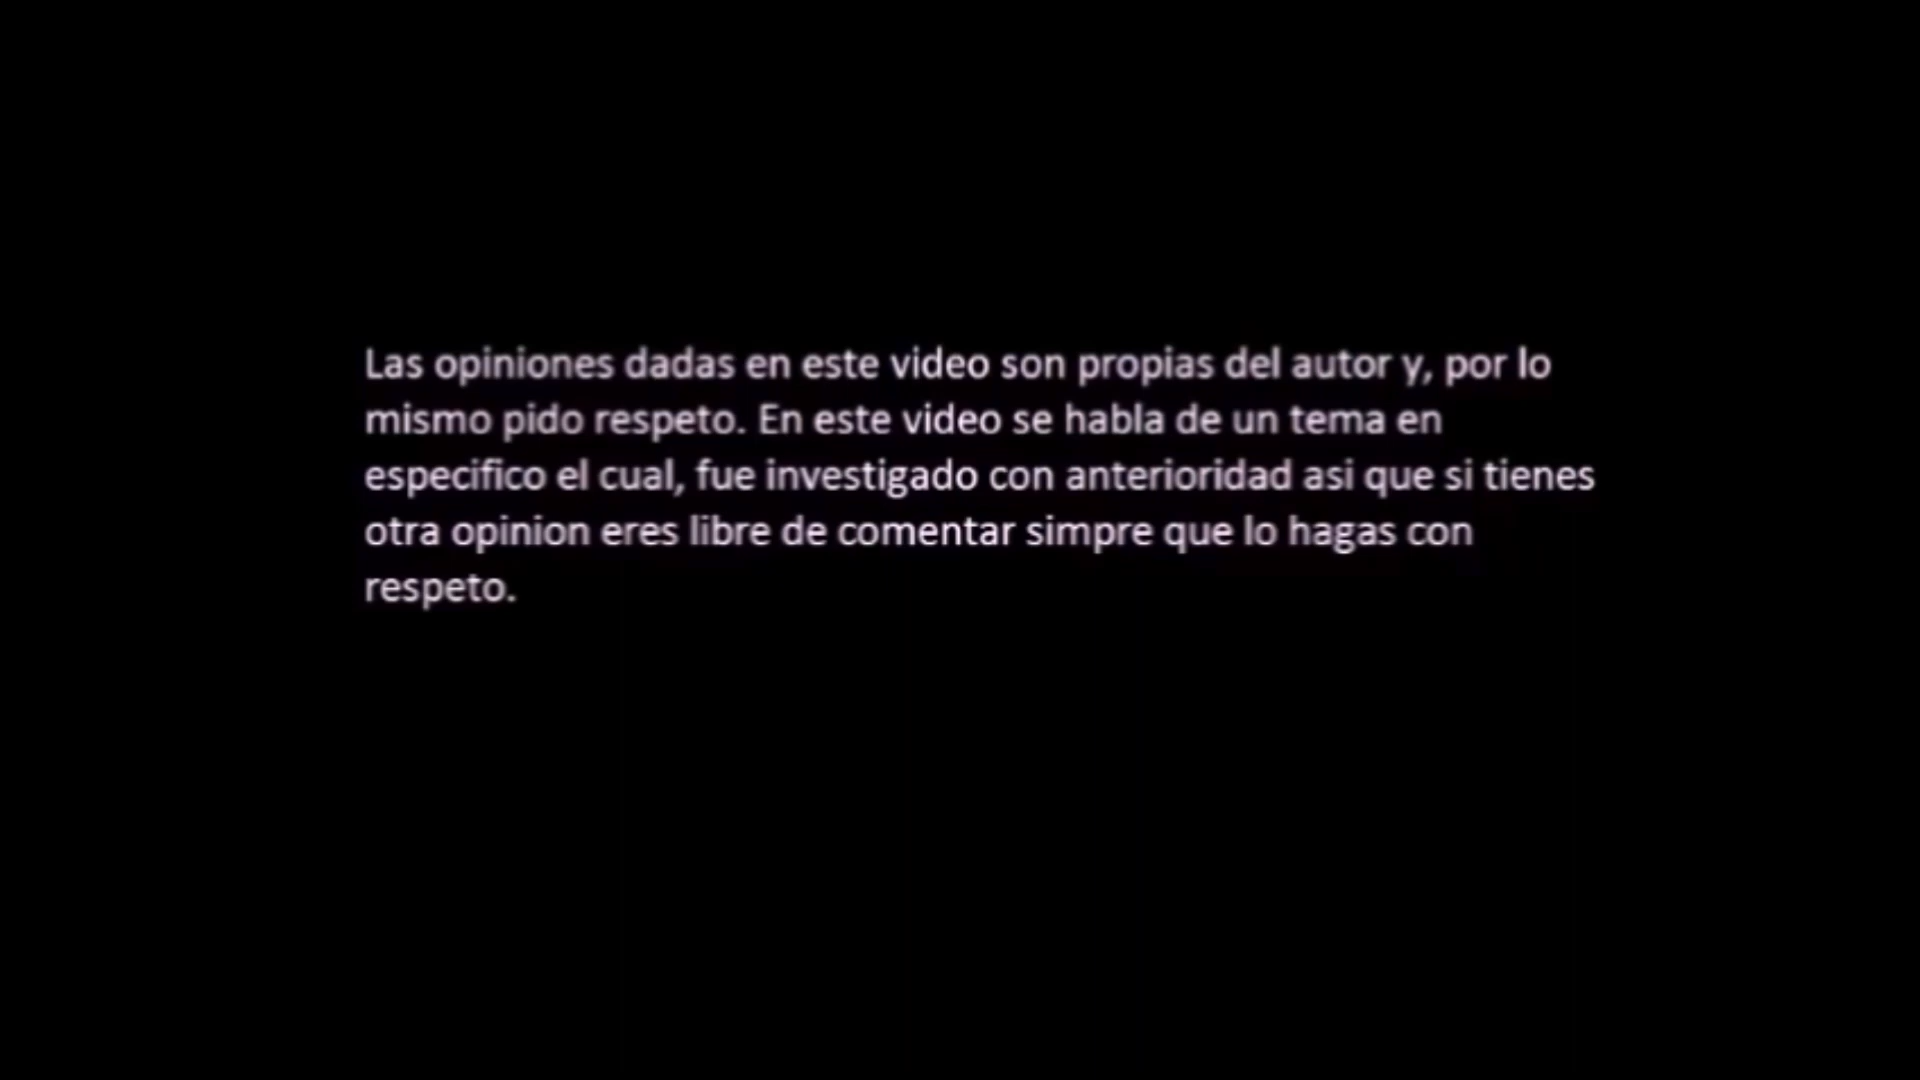 Las opiniones dadas en este video son propias del autor y, por lo
mismo pido respeto. En este video se habla de un tema en
especifico el cual, fue investigado con anterioridad asi que si tienes
otra opinion eres libre de comentar simpre que lo hagas con
respeto.